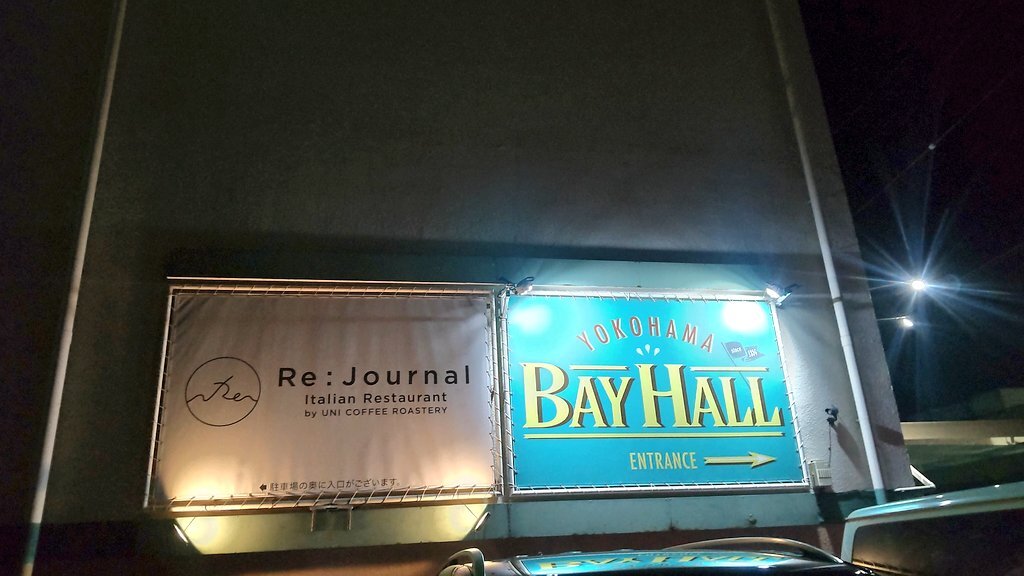 Re
Re : Journal
Italian Restaurant
by UNI COFFEE ROASTERY
駐車場の奥に入口がございます。
YOKOHAMA
BAY HALL
ENTRANCE